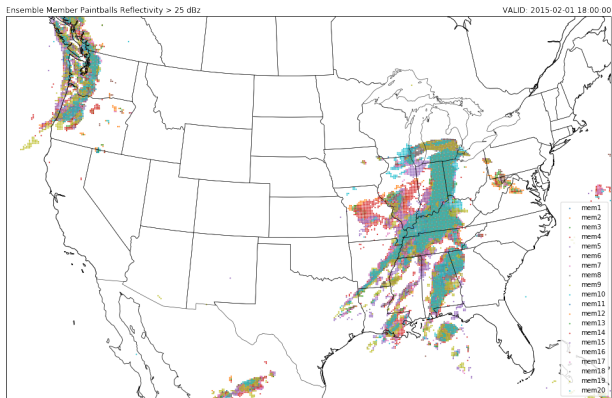 Ensemble Member Paintballs Reflectivity > 25 dBz
VALID: 2015-02-01 18:00:00
mem1
mem2
mem3
mem4
mem5
mem6
mem7
mem8
mem9
mem10
mem11
mem12
mem13
mem14
mem15
mem16
mem17
mem18
mem19
mem20